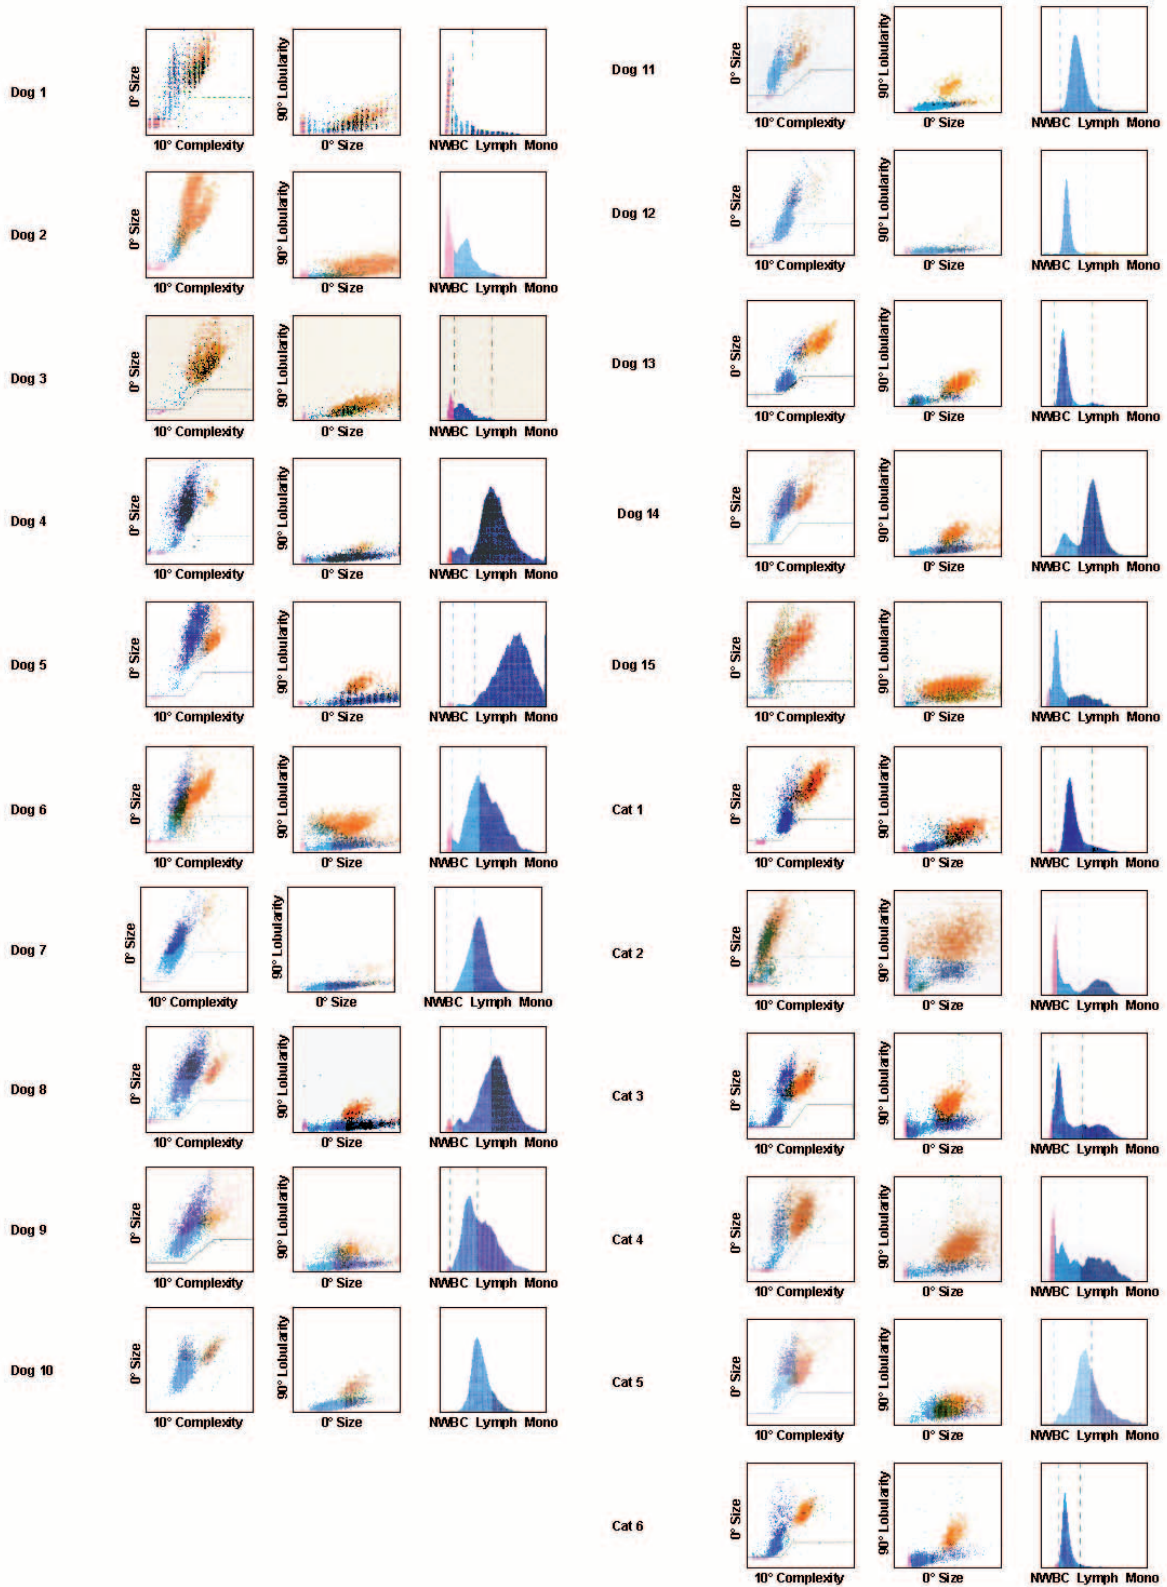 Dog 1
0° Size
90° Lobularity
10° Complexity
0° Size
NWBC Lymph Mono
Dog 2
0° Size
90° Lobularity
10° Complexity
0° Size
NWBC Lymph Mono
Dog 3
0° Size
90° Lobularity
10° Complexity
0° Size
NWBC Lymph Mono
Dog 4
0° Size
90° Lobularity
10° Complexity
0° Size
NWBC Lymph Mono
Dog 5
0° Size
90° Lobularity
10° Complexity
0° Size
NWBC Lymph Mono
Dog 6
0° Size
90° Lobularity
10° Complexity
0° Size
NWBC Lymph Mono
Dog 7
0° Size
90° Lobularity
10° Complexity
0° Size
NWBC Lymph Mono
Dog 8
0° Size
90° Lobularity
10° Complexity
0° Size
NWBC Lymph Mono
Dog 9
0° Size
90° Lobularity
10° Complexity
0° Size
NWBC Lymph Mono
Dog 10
0° Size
90° Lobularity
10° Complexity
0° Size
NWBC Lymph Mono
Dog 11
0° Size
90° Lobularity
10° Complexity
0° Size
NWBC Lymph Mono
Dog 12
0° Size
90° Lobularity
10° Complexity
0° Size
NWBC Lymph Mono
Dog 13
0° Size
90° Lobularity
10° Complexity
0° Size
NWBC Lymph Mono
Dog 14
0° Size
90° Lobularity
10° Complexity
0° Size
NWBC Lymph Mono
Dog 15
0° Size
90° Lobularity
10° Complexity
0° Size
NWBC Lymph Mono
Cat 1
0° Size
90° Lobularity
10° Complexity
0° Size
NWBC Lymph Mono
Cat 2
0° Size
90° Lobularity
10° Complexity
0° Size
NWBC Lymph Mono
Cat 3
0° Size
90° Lobularity
10° Complexity
0° Size
NWBC Lymph Mono
Cat 4
0° Size
90° Lobularity
10° Complexity
0° Size
NWBC Lymph Mono
Cat 5
0° Size
90° Lobularity
10° Complexity
0° Size
NWBC Lymph Mono
Cat 6
0° Size
90° Lobularity
10° Complexity
0° Size
NWBC Lymph Mono